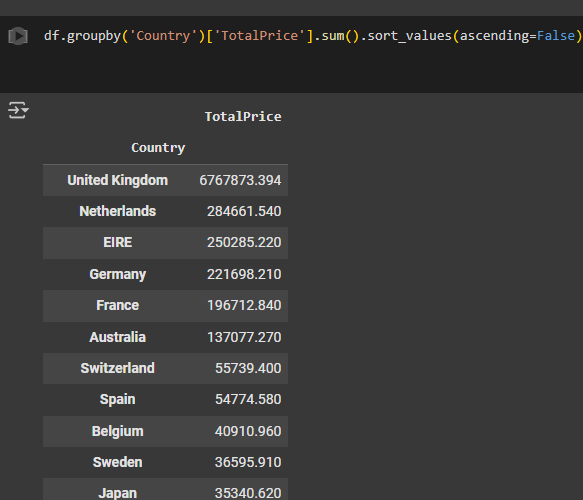 df.groupby('Country')['TotalPrice'].sum().sort_values(ascending=False)
TotalPrice
Country
United Kingdom 6767873.394
Netherlands 284661.540
EIRE 250285.220
Germany 221698.210
France 196712.840
Australia 137077.270
Switzerland 55739.400
Spain 54774.580
Belgium 40910.960
Sweden 36595.910
Japan 35340.620